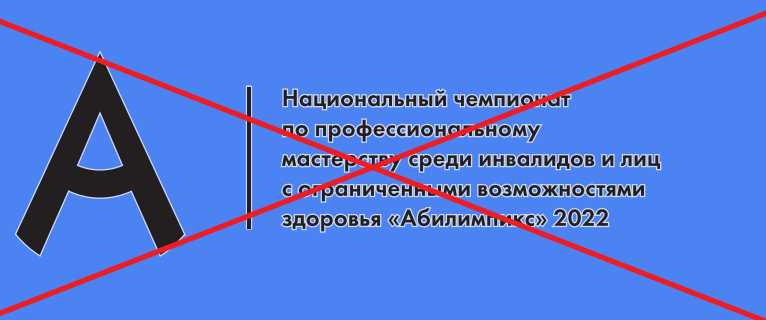 Национальный чемпионат
по профессиональному
мастерству среди инвалидов и лиц
с ограниченными возможностями
здоровья «Абилимпикс» 2022